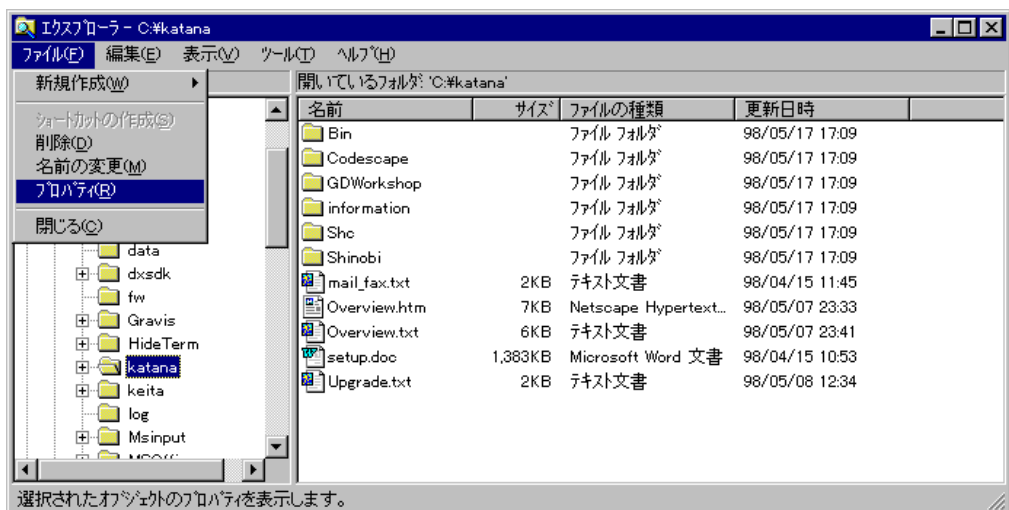 エクスプローラー - C:¥katana
ファイル(F) 編集(E) 表示(V) ツール(T) ヘルプ(H)
新規作成(W)
ショートカットの作成(S)
削除(D)
名前の変更(M)
プロパティ(R)
閉じる(C)
data
dxsdk
fw
Gravis
HideTerm
katana
keita
log
Msinput
開いているフォルダ: 'C:¥katana'
名前 サイズ ファイルの種類 更新日時
Bin ファイル フォルダ 98/05/17 17:09
Codescape ファイル フォルダ 98/05/17 17:09
GDWorkshop ファイル フォルダ 98/05/17 17:09
information ファイル フォルダ 98/05/17 17:09
Shc ファイル フォルダ 98/05/17 17:09
Shinobi ファイル フォルダ 98/05/17 17:09
mail_fax.txt 2KB テキスト文書 98/04/15 11:45
Overview.htm 7KB Netscape Hypertext... 98/05/07 23:33
Overview.txt 6KB テキスト文書 98/05/07 23:41
setup.doc 1,383KB Microsoft Word 文書 98/04/15 10:53
Upgrade.txt 2KB テキスト文書 98/05/08 12:34
選択されたオブジェクトのプロパティを表示します。